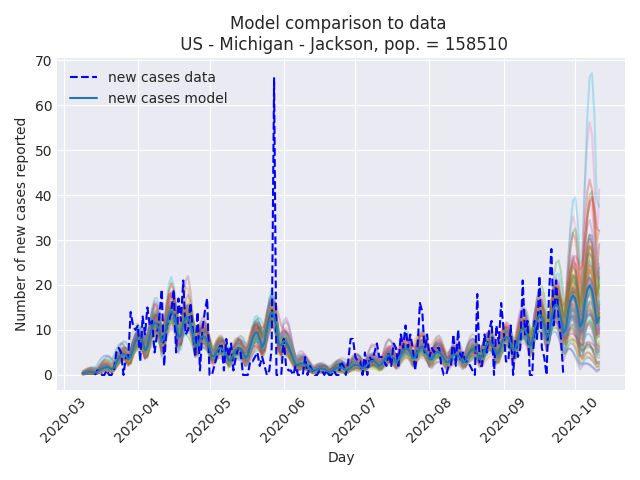 Model comparison to data
US - Michigan - Jackson, pop. = 158510
70
60
50
40
30
20
10
0
Number of new cases reported
new cases data
new cases model
2020-03
2020-04
2020-05
2020-06
2020-07
2020-08
2020-09
2020-10
Day